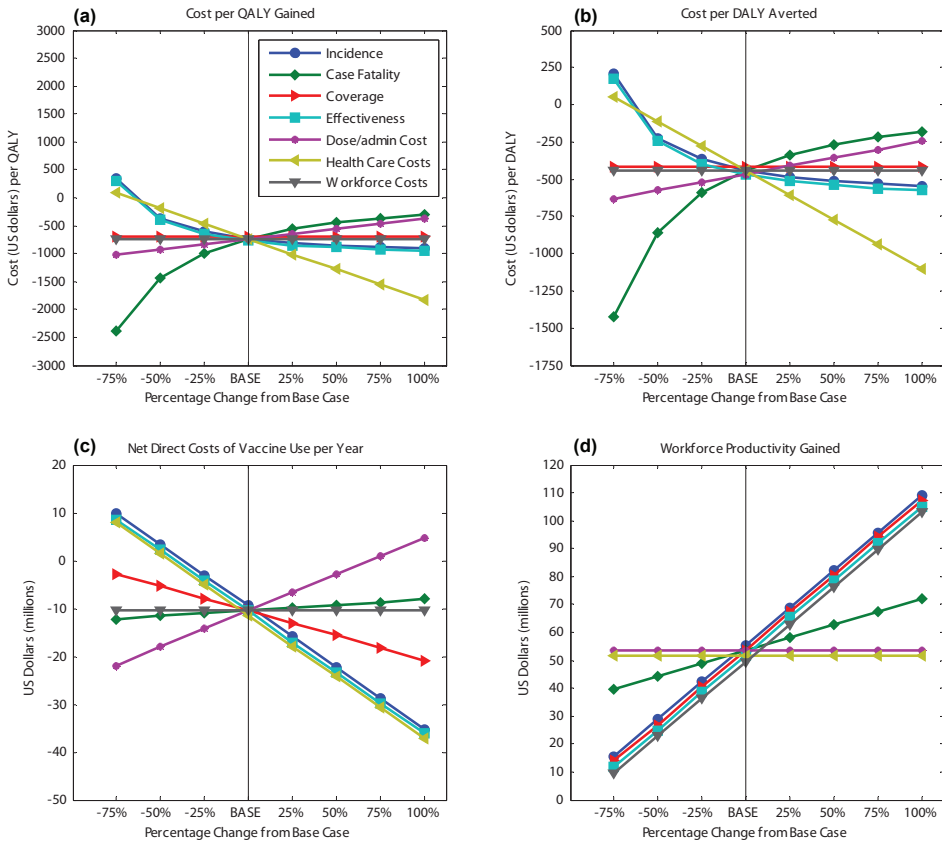 (a)
Cost per QALY Gained
Cost (US dollars) per QALY
3000
2500
2000
1500
1000
500
0
-500
-1000
-1500
-2000
-2500
-3000
Incidence
Case Fatality
Coverage
Effectiveness
Dose/admin Cost
Health Care Costs
Workforce Costs
-75% -50% -25% BASE 25% 50% 75% 100%
Percentage Change from Base Case
(b)
Cost per DALY Averted
Cost (US dollars) per DALY
500
250
0
-250
-500
-750
-1000
-1250
-1500
-1750
-75% -50% -25% BASE 25% 50% 75% 100%
Percentage Change from Base Case
(c)
Net Direct Costs of Vaccine Use per Year
US Dollars (millions)
20
10
0
-10
-20
-30
-40
-50
-75% -50% -25% BASE 25% 50% 75% 100%
Percentage Change from Base Case
(d)
Workforce Productivity Gained
US Dollar (millions)
120
110
100
90
80
70
60
50
40
30
20
10
0
-75% -50% -25% BASE 25% 50% 75% 100%
Percentage Change from Base Case